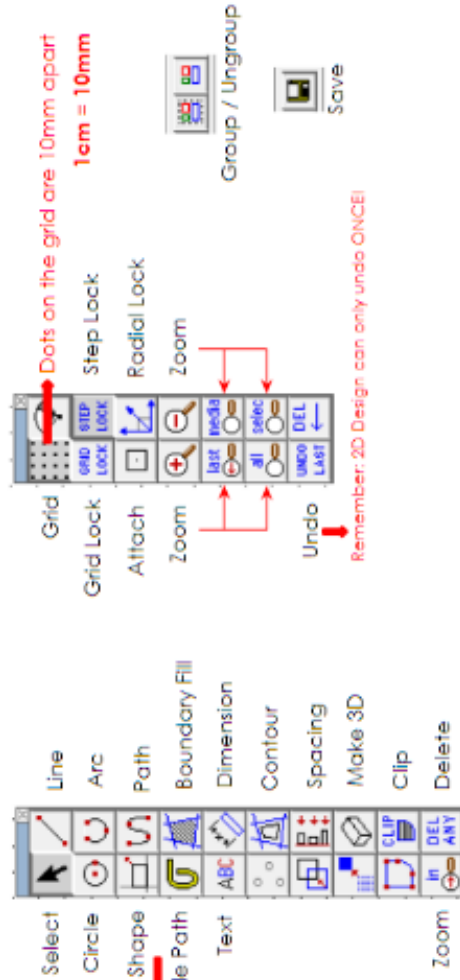 Select
Line
Circle
Arc
Shape
Path
le Path
Boundary Fill
Text
ABC
Dimension
Contour
Spacing
Make 3D
CLIP
Clip
Zoom
in
DEL
ANY
Delete
Grid
Dots on the grid are 10mm apart
1cm = 10mm
Grid Lock
GRID
LOCK
STEP
LOCK
Step Lock
Attach
Radial Lock
Zoom
Zoom
last
media
all
selec
Undo
UNDO
LAST
DEL
Remember: 2D Design can only undo ONCE!
Group / Ungroup
Save